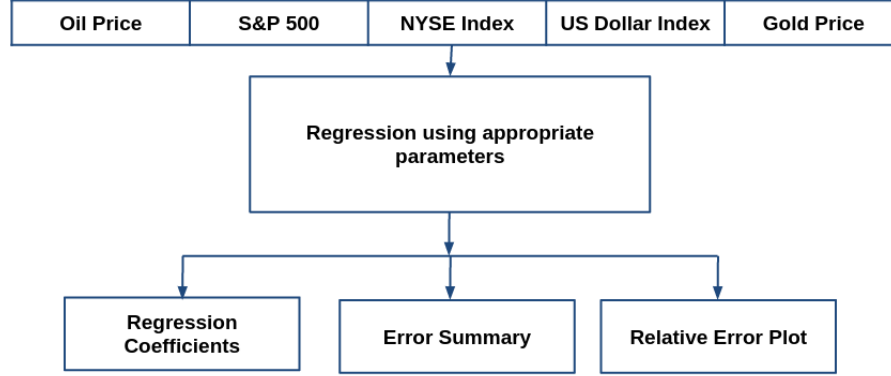 Oil Price
S&P 500
NYSE Index
US Dollar Index
Gold Price
Regression using appropriate
parameters
Regression
Coefficients
Error Summary
Relative Error Plot